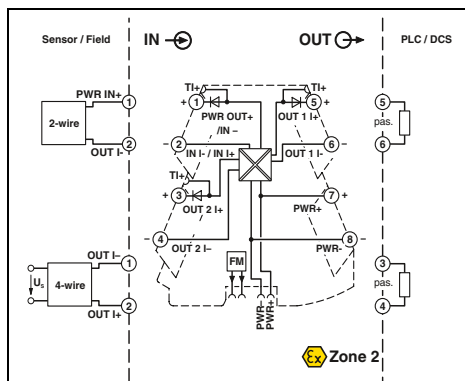 Sensor / Field
IN
OUT
PLC / DCS
PWR IN+
1
2-wire
2
OUT I-
TI+
1
+
PWR OUT+
/IN –
– 2
IN I- / IN I+
TI+
+ 3
OUT 2 I+
– 4
OUT 2 I–
TI+
5 +
OUT 1 I+
6 –
OUT 1 I-
7 +
PWR+
8 –
PWR-
FM
PWR-
PWR+
5
pas.
6
OUT I–
1
Us
4-wire
2
OUT I+
3
pas.
4
Ex Zone 2